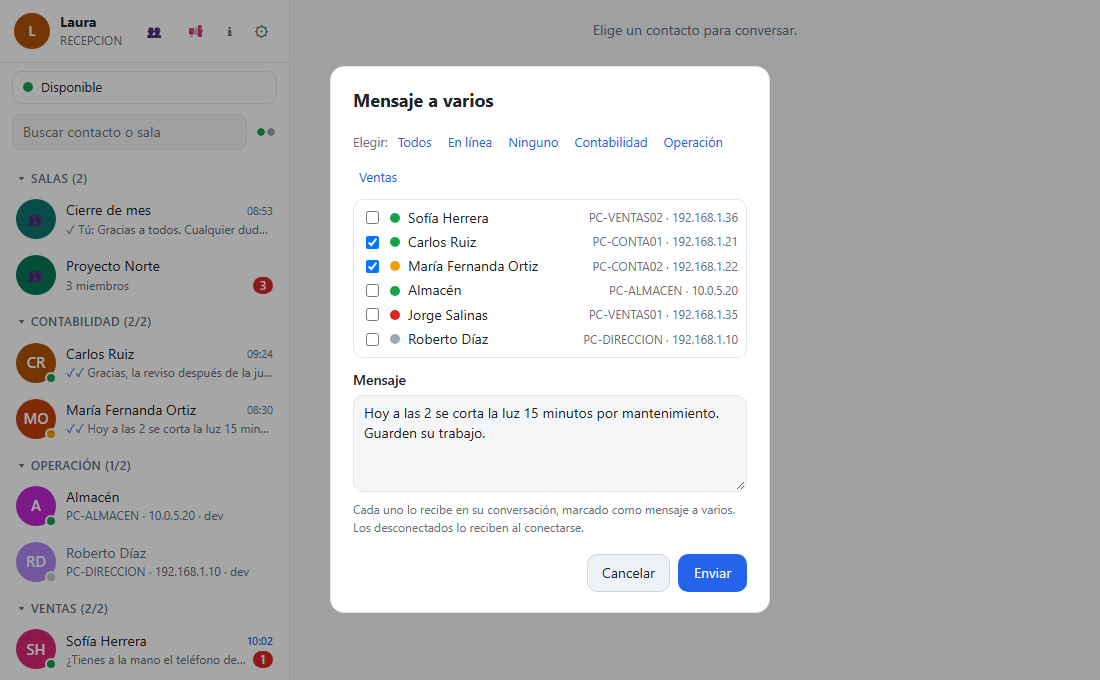 L
Laura
RECEPCION
Disponible
Buscar contacto o sala
SALAS (2)
Cierre de mes 08:53
✓ Tú: Gracias a todos. Cualquier dud...
Proyecto Norte
3 miembros 3
CONTABILIDAD (2/2)
CR
Carlos Ruiz 09:24
✓✓ Gracias, la reviso después de la ju...
MO
María Fernanda Ortiz 08:30
✓✓ Hoy a las 2 se corta la luz 15 min...
OPERACIÓN (1/2)
A
Almacén
PC-ALMACEN · 10.0.5.20 · dev
RD
Roberto Díaz
PC-DIRECCION · 192.168.1.10 · dev
VENTAS (2/2)
SH
Sofía Herrera 10:02
¿Tienes a la mano el teléfono de... 1
Elige un contacto para conversar.
Mensaje a varios
Elegir: Todos En línea Ninguno Contabilidad Operación
Ventas
Sofía Herrera PC-VENTAS02 · 192.168.1.36
Carlos Ruiz PC-CONTA01 · 192.168.1.21
María Fernanda Ortiz PC-CONTA02 · 192.168.1.22
Almacén PC-ALMACEN · 10.0.5.20
Jorge Salinas PC-VENTAS01 · 192.168.1.35
Roberto Díaz PC-DIRECCION · 192.168.1.10
Mensaje
Hoy a las 2 se corta la luz 15 minutos por mantenimiento.
Guarden su trabajo.
Cada uno lo recibe en su conversación, marcado como mensaje a varios.
Los desconectados lo reciben al conectarse.
Cancelar Enviar